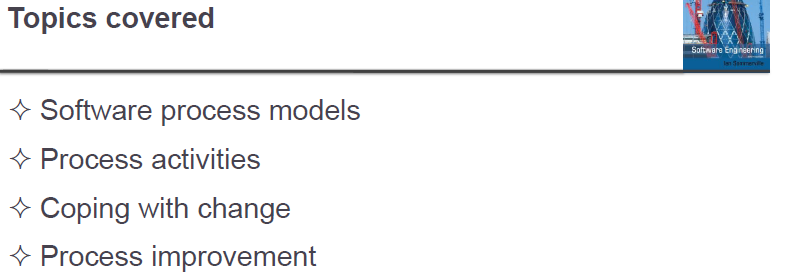 Topics covered
Software Engineering
Ian Sommerville
✧ Software process models
✧ Process activities
✧ Coping with change
✧ Process improvement